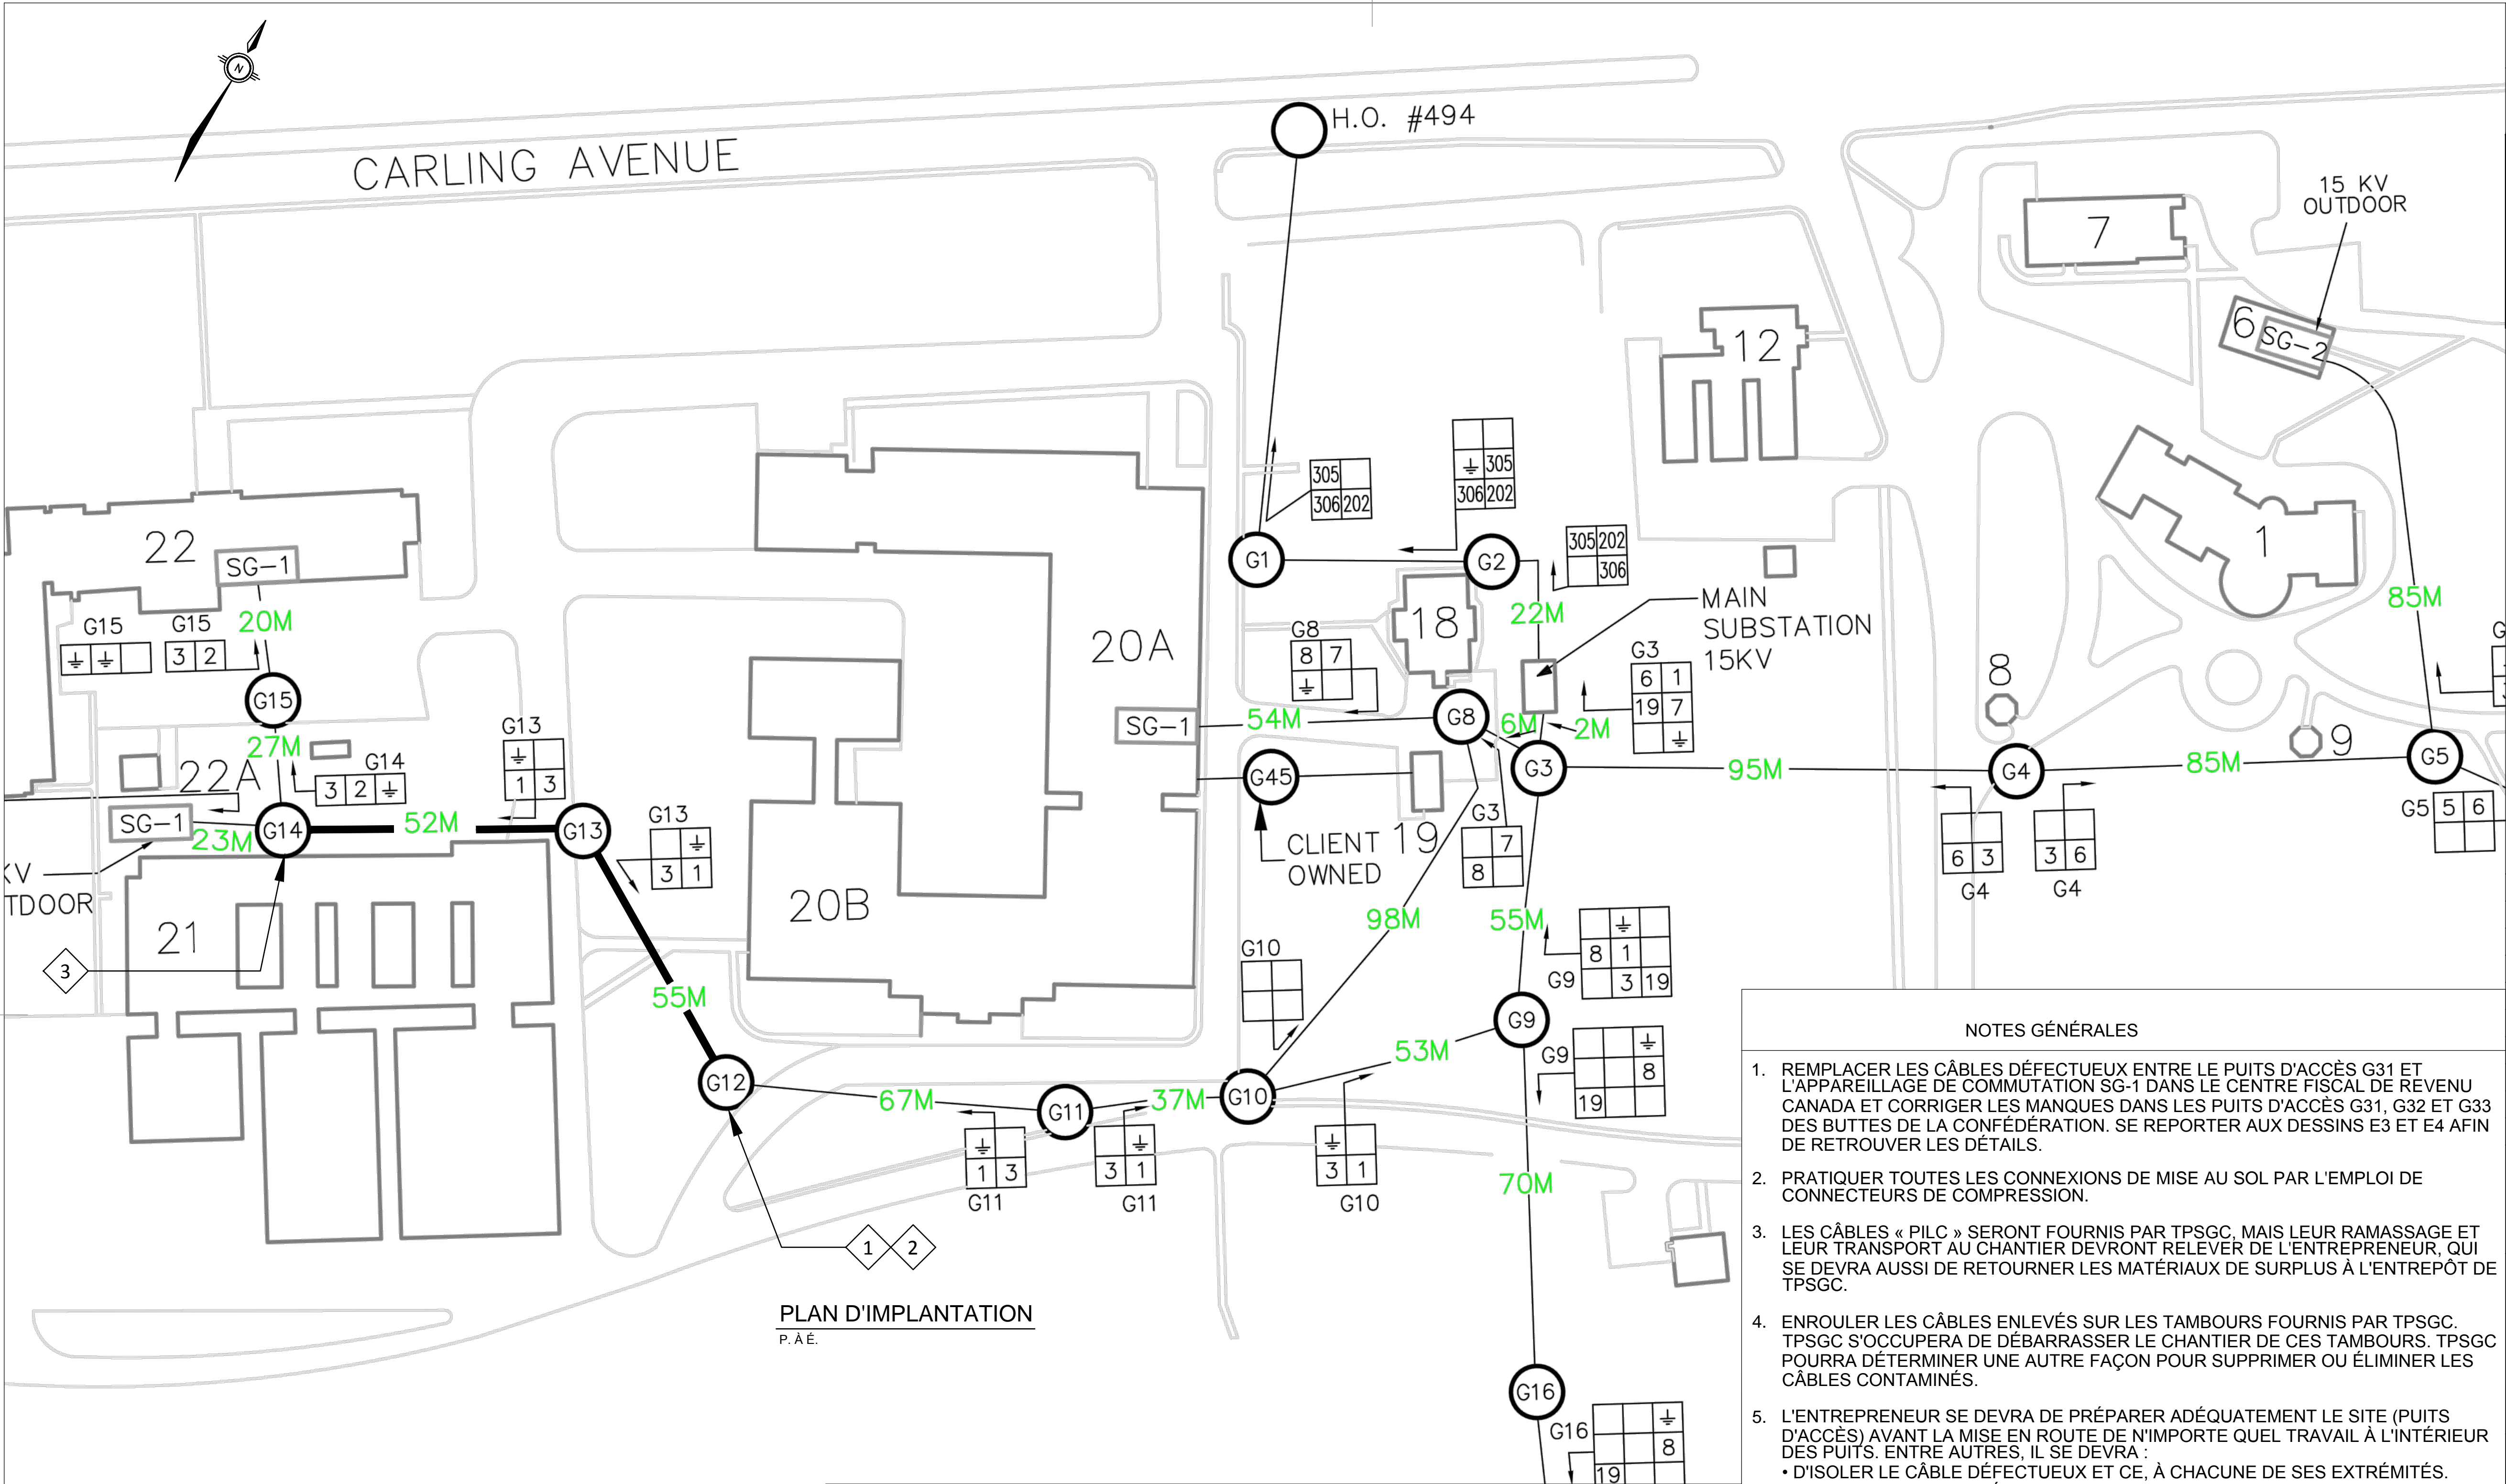 N
CARLING AVENUE
H.O. #494
15 KV
OUTDOOR
7
6 SG-2
12
1
305
306 202
305
306 202
305 202
306
G1
G2
22M
18
MAIN
SUBSTATION
15KV
22
SG-1
20M
G15
G15
3 2
G15
27M
22A
G14
3 2
G13
1 3
20A
G8
8 7
SG-1
54M
G8
6M
2M
G3
6 1
19 7
G3
95M
G4
85M
G5
85M
8
9
G5 5 6
6 3
G4
3 6
G4
SG-1
23M
G14
52M
G13
G13
3 1
G45
CLIENT
OWNED
19
G3
7
8
KV
TDOOR
21
3
20B
55M
98M
55M
8 1
G9 3 19
G10
G9
G9
8
19
53M
G12
67M
G11
37M
G10
1 3
G11
3 1
G11
3 1
G10
70M
1 2
G16
G16
8
19
PLAN D'IMPLANTATION
P. À É.
NOTES GÉNÉRALES
1. REMPLACER LES CÂBLES DÉFECTUEUX ENTRE LE PUITS D'ACCÈS G31 ET
L'APPAREILLAGE DE COMMUTATION SG-1 DANS LE CENTRE FISCAL DE REVENU
CANADA ET CORRIGER LES MANQUES DANS LES PUITS D'ACCÈS G31, G32 ET G33
DES BUTTES DE LA CONFÉDÉRATION. SE REPORTER AUX DESSINS E3 ET E4 AFIN
DE RETROUVER LES DÉTAILS.
2. PRATIQUER TOUTES LES CONNEXIONS DE MISE AU SOL PAR L'EMPLOI DE
CONNECTEURS DE COMPRESSION.
3. LES CÂBLES « PILC » SERONT FOURNIS PAR TPSGC, MAIS LEUR RAMASSAGE ET
LEUR TRANSPORT AU CHANTIER DEVRONT RELEVER DE L'ENTREPRENEUR, QUI
SE DEVRA AUSSI DE RETOURNER LES MATÉRIAUX DE SURPLUS À L'ENTREPÔT DE
TPSGC.
4. ENROULER LES CÂBLES ENLEVÉS SUR LES TAMBOURS FOURNIS PAR TPSGC.
TPSGC S'OCCUPERA DE DÉBARRASSER LE CHANTIER DE CES TAMBOURS. TPSGC
POURRA DÉTERMINER UNE AUTRE FAÇON POUR SUPPRIMER OU ÉLIMINER LES
CÂBLES CONTAMINÉS.
5. L'ENTREPRENEUR SE DEVRA DE PRÉPARER ADÉQUATEMENT LE SITE (PUITS
D'ACCÈS) AVANT LA MISE EN ROUTE DE N'IMPORTE QUEL TRAVAIL À L'INTÉRIEUR
DES PUITS. ENTRE AUTRES, IL SE DEVRA :
• D'ISOLER LE CÂBLE DÉFECTUEUX ET CE, À CHACUNE DE SES EXTRÉMITÉS.